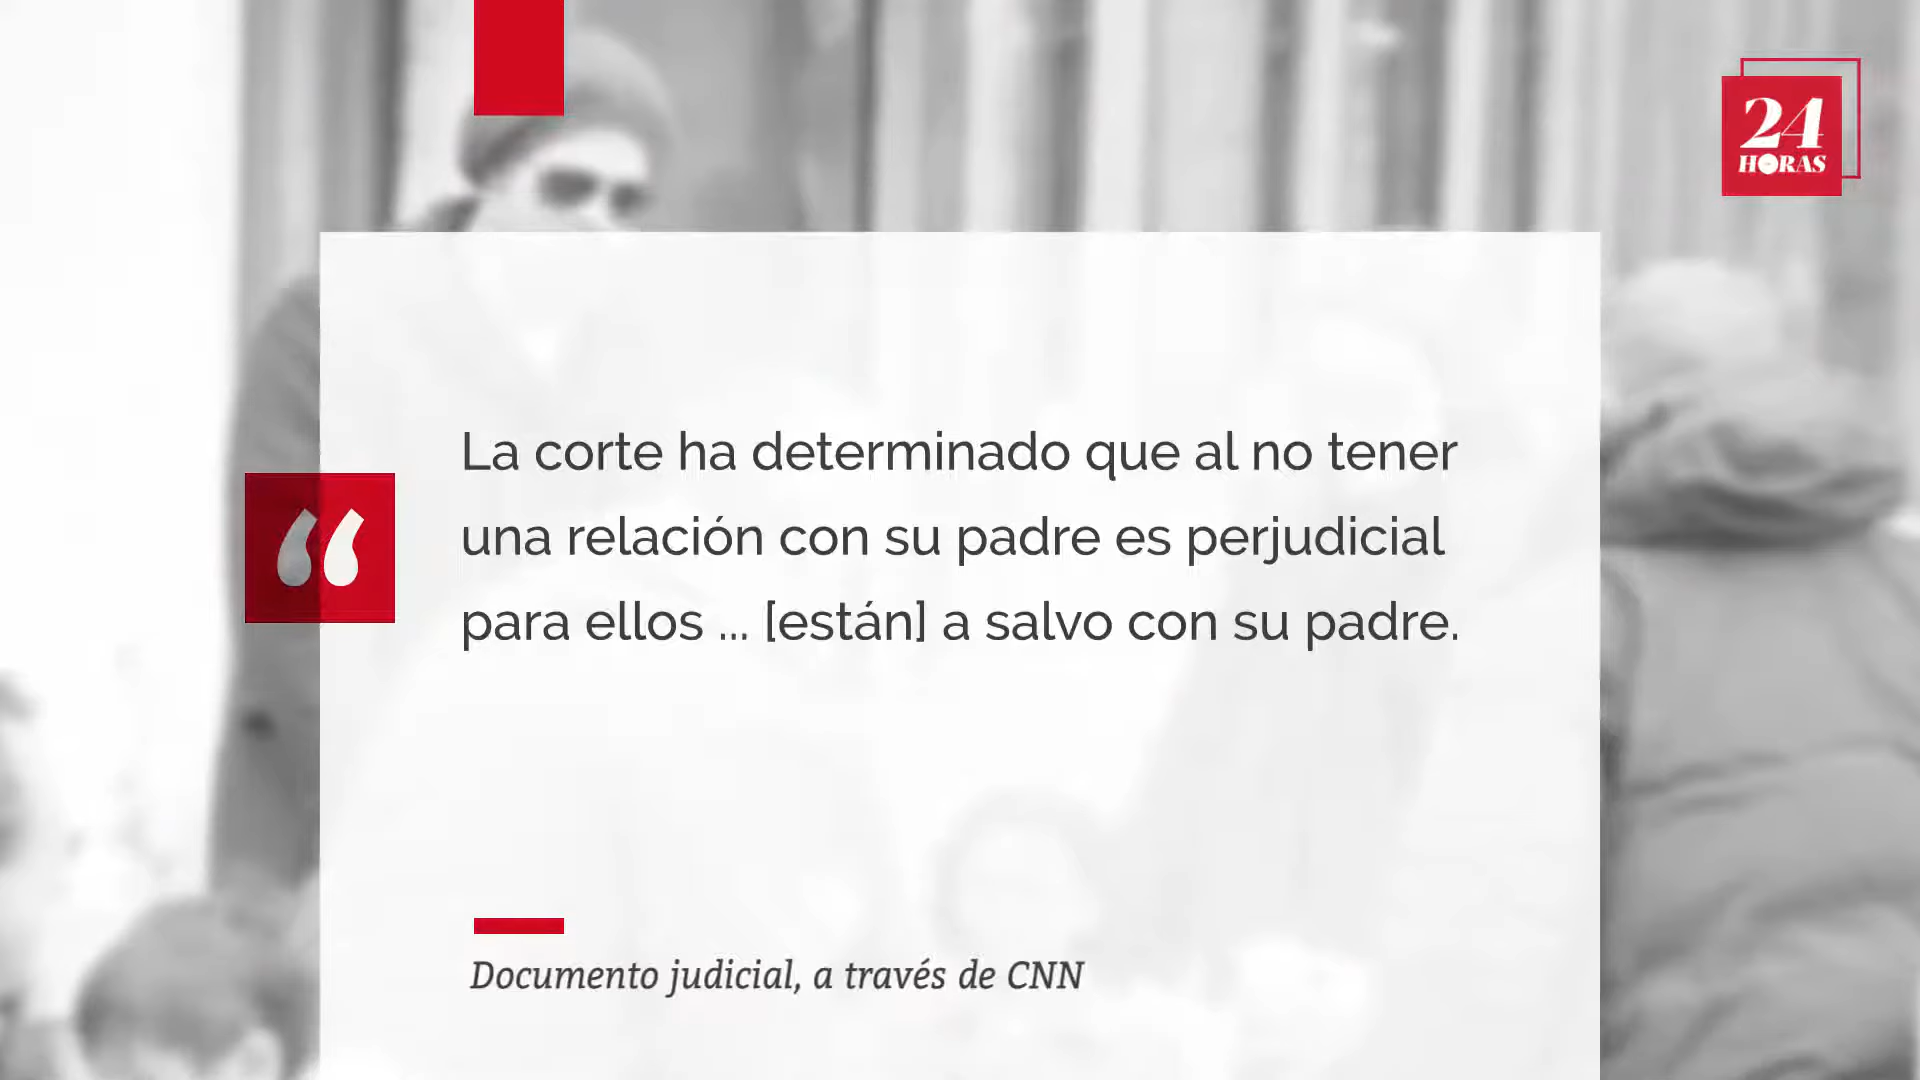 24
HORAS
La corte ha determinado que al no tener
una relación con su padre es perjudicial
para ellos ... [están] a salvo con su padre.
Documento judicial, a través de CNN